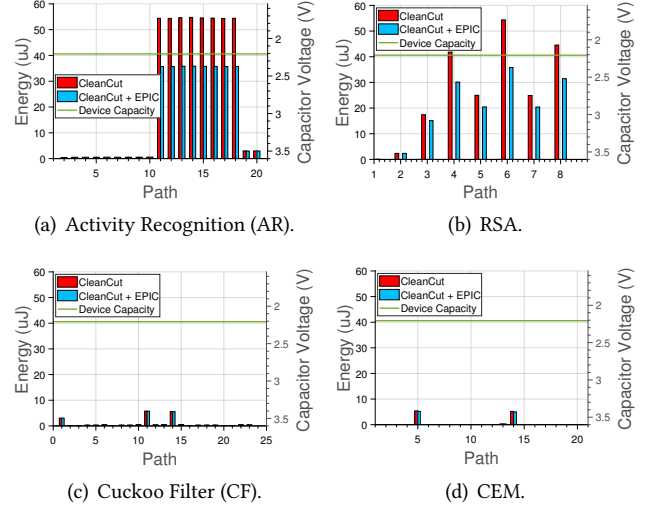 60
50
40
30
20
10
0
Energy (uJ)
CleanCut
CleanCut + EPIC
Device Capacity
2
2.5
3
3.5
Capacitor Voltage (V)
5 10 15 20
Path
(a) Activity Recognition (AR).
60
50
40
30
20
10
0
Energy (uJ)
CleanCut
CleanCut + EPIC
Device Capacity
2
2.5
3
3.5
Capacitor Voltage (V)
1 2 3 4 5 6 7 8
Path
(b) RSA.
60
50
40
30
20
10
0
Energy (uJ)
CleanCut
CleanCut + EPIC
Device Capacity
2
2.5
3
3.5
Capacitor Voltage (V)
0 5 10 15 20 25
Path
(c) Cuckoo Filter (CF).
60
50
40
30
20
10
0
Energy (uJ)
CleanCut
CleanCut + EPIC
Device Capacity
2
2.5
3
3.5
Capacitor Voltage (V)
5 10 15 20
Path
(d) CEM.